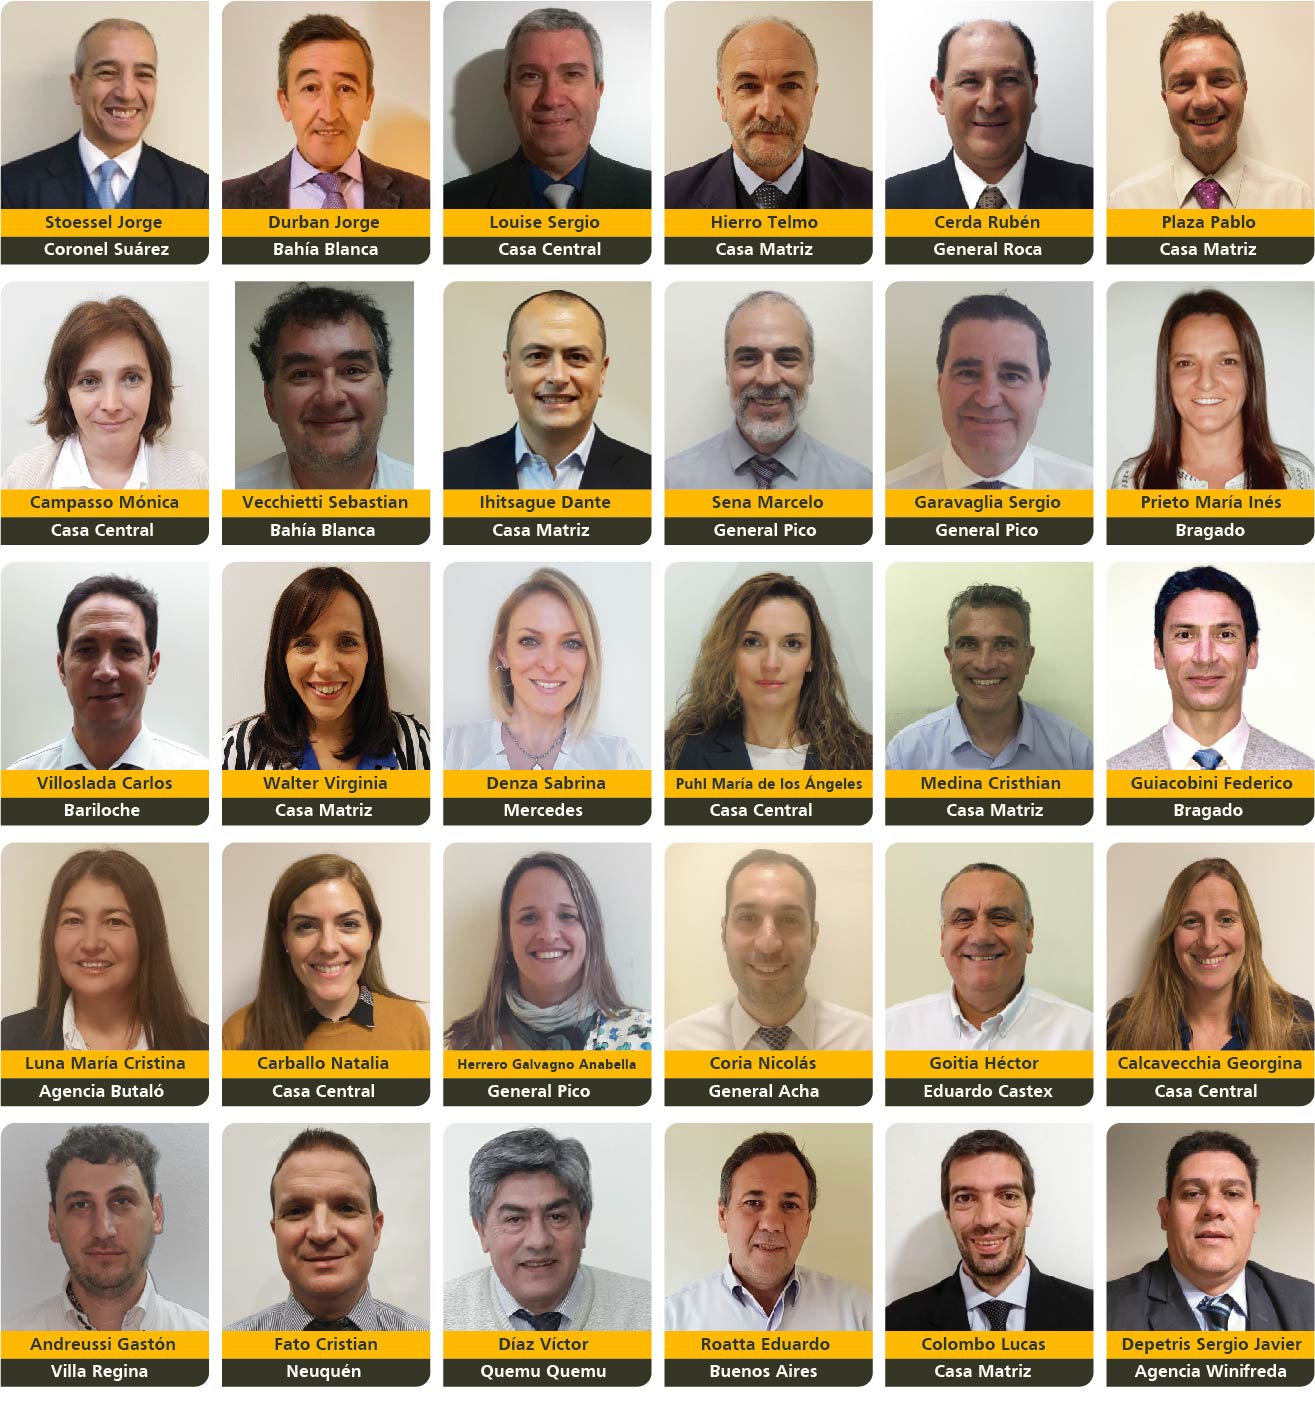 Stoessel Jorge
Coronel Suárez
Durban Jorge
Bahía Blanca
Louise Sergio
Casa Central
Hierro Telmo
Casa Matriz
Cerda Rubén
General Roca
Plaza Pablo
Casa Matriz
Campasso Mónica
Casa Central
Vecchietti Sebastian
Bahía Blanca
Ihitsague Dante
Casa Matriz
Sena Marcelo
General Pico
Garavaglia Sergio
General Pico
Prieto María Inés
Bragado
Villoslada Carlos
Bariloche
Walter Virginia
Casa Matriz
Denza Sabrina
Mercedes
Puhl María de los Ángeles
Casa Central
Medina Cristhian
Casa Matriz
Guiacobini Federico
Bragado
Luna María Cristina
Agencia Butaló
Carballo Natalia
Casa Central
Herrero Galvagno Anabella
General Pico
Coria Nicolás
General Acha
Goitia Héctor
Eduardo Castex
Calcavecchia Georgina
Casa Central
Andreussi Gastón
Villa Regina
Fato Cristian
Neuquén
Díaz Víctor
Quemu Quemu
Roatta Eduardo
Buenos Aires
Colombo Lucas
Casa Matriz
Depetris Sergio Javier
Agencia Winifreda